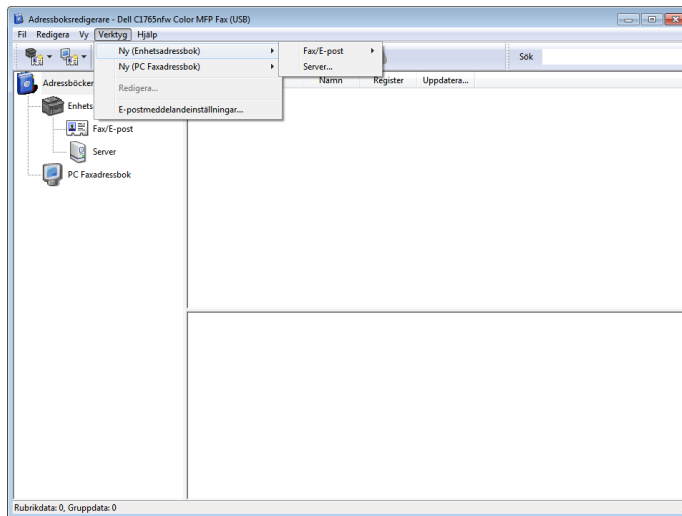 Adressboksredigerare - Dell C1765nfw Color MFP Fax (USB)
Fil Redigera Vy Verktyg Hjälp
Ny (Enhetsadressbok) Fax/E-post
Ny (PC Faxadressbok) Server...
Redigera...
E-postmeddelandeinställningar...
Sök
Adressböcker Namn Register Uppdatera...
Enhets
Fax/E-post
Server
PC Faxadressbok
Rubrikdata: 0, Gruppdata: 0